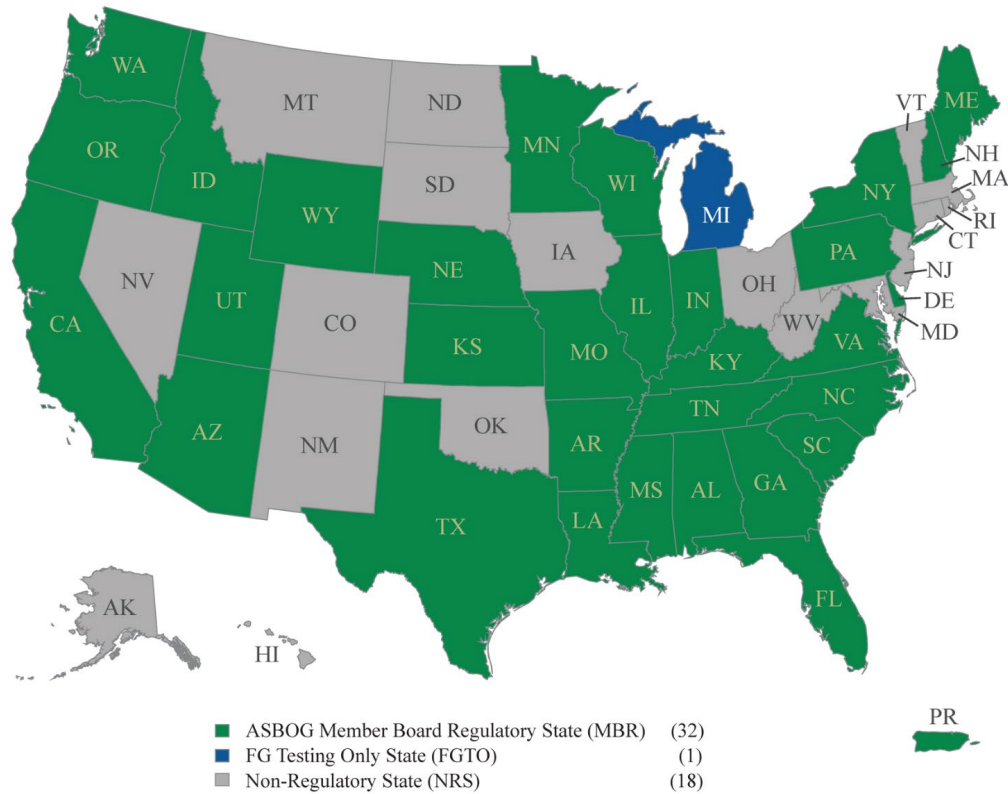 WA
MT
ND
ME
VT
OR
MN
NH
ID
SD
WI
MA
NY
WY
MI
RI
CT
IA
PA
NE
NV
OH
NJ
UT
IL
IN
DE
CA
CO
WV
MD
KS
MO
KY
VA
TN
NC
AZ
OK
NM
AR
SC
MS
AL
GA
TX
LA
FL
AK
HI
PR
ASBOG Member Board Regulatory State (MBR) (32)
FG Testing Only State (FGTO) (1)
Non-Regulatory State (NRS) (18)